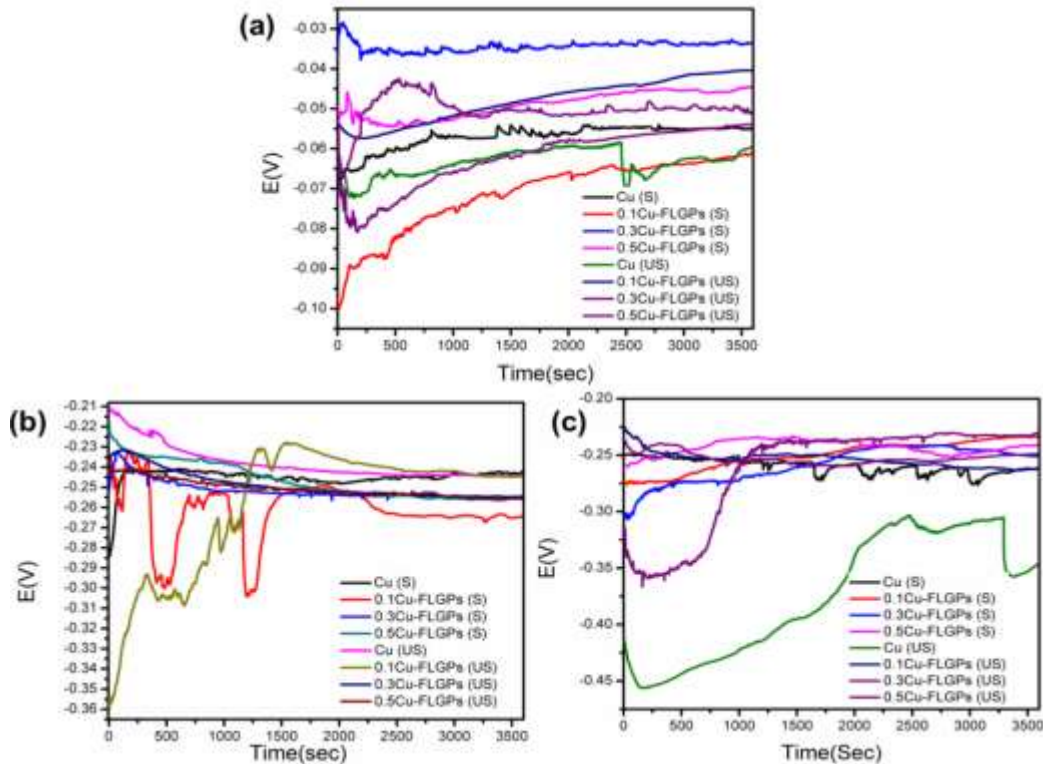 (a)
-0.03
-0.04
-0.05
-0.06
-0.07
-0.08
-0.09
-0.10
E(V)
Cu (S)
0.1Cu-FLGPs (S)
0.3Cu-FLGPs (S)
0.5Cu-FLGPs (S)
Cu (US)
0.1Cu-FLGPs (US)
0.3Cu-FLGPs (US)
0.5Cu-FLGPs (US)
0 500 1000 1500 2000 2500 3000 3500
Time(sec)
(b)
-0.21
-0.22
-0.23
-0.24
-0.25
-0.26
-0.27
-0.28
-0.29
-0.30
-0.31
-0.32
-0.33
-0.34
-0.35
-0.36
E(V)
Cu (S)
0.1Cu-FLGPs (S)
0.3Cu-FLGPs (S)
0.5Cu-FLGPs (S)
Cu (US)
0.1Cu-FLGPs (US)
0.3Cu-FLGPs (US)
0.5Cu-FLGPs (US)
0 500 1000 1500 2000 2500 3000 3500
Time(sec)
(c)
-0.20
-0.25
-0.30
-0.35
-0.40
-0.45
E(V)
Cu (S)
0.1Cu-FLGPs (S)
0.3Cu-FLGPs (S)
0.5Cu-FLGPs (S)
Cu (US)
0.1Cu-FLGPs (US)
0.3Cu-FLGPs (US)
0.5Cu-FLGPs (US)
0 500 1000 1500 2000 2500 3000 3500
Time(Sec)